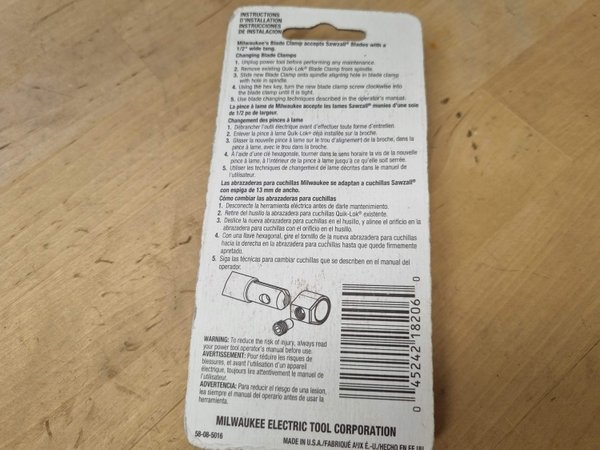 INSTRUCTIONS
D'INSTALLATION
INSTRUCCIONES
DE INSTALACIÓN
Milwaukee's Blade Clamp accepts Sawzall® Blades with a
1/2" wide tang.
Changing Blade Clamps
1. Unplug power tool before performing any maintenance.
2. Remove existing Quik-Lok® Blade Clamp from spindle.
3. Slide new Blade Clamp onto spindle aligning hole in blade clamp
with hole in spindle.
4. Using the hex key, turn the new blade clamp screw clockwise into
the blade clamp until it is tight.
5. Use blade changing techniques described in the operator's manual.
La pince à lame de Milwaukee accepte les lames Sawzall® munies d'une soie
de 1/2 po de largeur.
Changement des pinces à lame
1. Débrancher l'outil électrique avant d'effectuer toute forme d'entretien.
2. Enlever la pince à lame Quik-Lok® déjà installée sur la broche.
3. Glisser la nouvelle pince à lame sur le trou d'alignement de la broche, dans la
pince à lame, avec le trou dans la broche.
4. À l'aide d'une clé hexagonale, tourner dans le sens horaire la vis de la nouvelle
pince à lame, à l'intérieur de la pince à lame jusqu'à ce qu'elle soit serrée.
5. Utiliser les techniques de changement de lame décrites dans le manuel de
l'utilisateur.
Las abrazaderas para cuchillas Milwaukee se adaptan a cuchillas Sawzall®
con espiga de 13 mm de ancho.
Cómo cambiar las abrazaderas para cuchillas
1. Desconecte la herramienta eléctrica antes de darle mantenimiento.
2. Retire del husillo la abrazadera para cuchillas Quik-Lok® existente.
3. Deslice la nueva abrazadera para cuchillas en el husillo, y alinee el orificio en la
abrazadera para cuchillas con el orificio en el husillo.
4. Con una llave hexagonal, gire el tornillo de la nueva abrazadera para cuchillas
hacia la derecha en la abrazadera para cuchillas hasta que quede firmemente
apretado.
5. Siga las técnicas para cambiar cuchillas que se describen en el manual del
operador.
WARNING: To reduce the risk of injury, always read
your power tool operator's manual before use.
AVERTISSEMENT: Pour réduire les risques de
blessures, et avant d'utiliser un d'appareil
électrique, toujours lire attentivement le manuel de
l'utilisateur.
ADVERTENCIA: Para reducir el riesgo de una lesión,
lea siempre el manual del operario antes de usar la
herramienta.
0 45242 18206 0
MILWAUKEE ELECTRIC TOOL CORPORATION
58-08-5016
MADE IN U.S.A./FABRIQUÉ AUX É.-U./HECHO EN EE.UU.